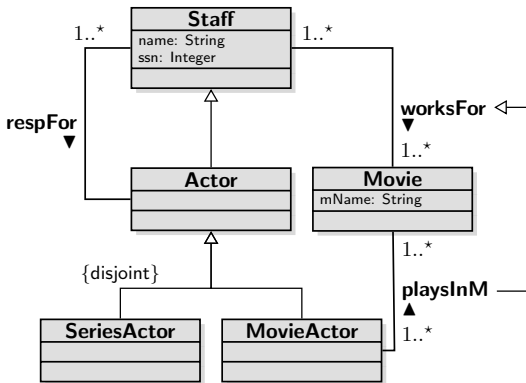 Staff
1..* 1..*
name: String
ssn: Integer
respFor
▼
worksFor
▼
1..*
Actor
Movie
mName: String
1..*
{disjoint}
playsInM
▲
1..*
SeriesActor
MovieActor